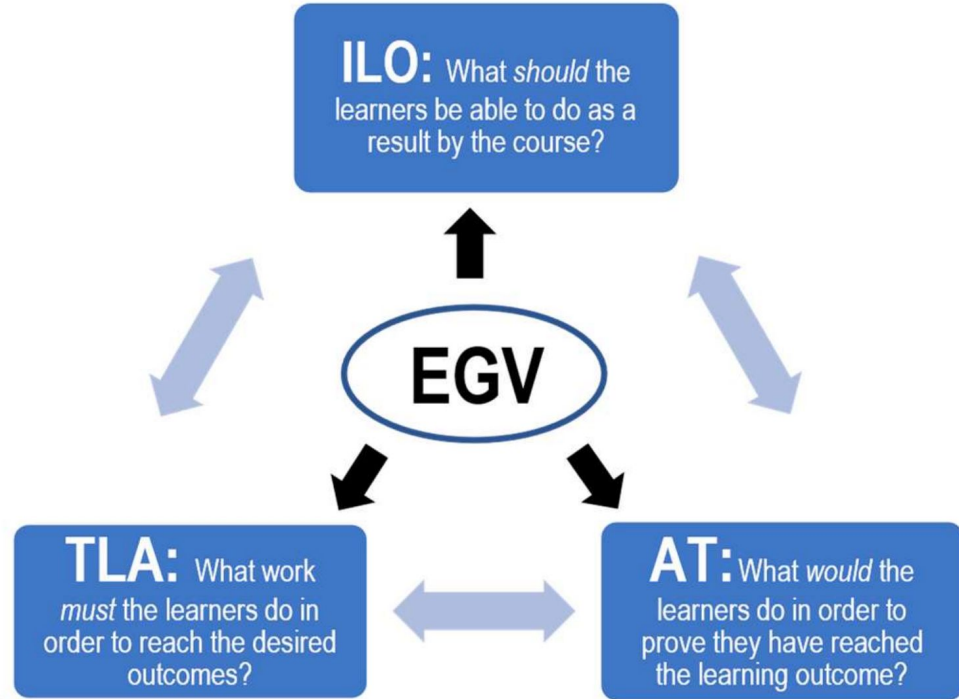 ILO: What should the
learners be able to do as a
result by the course?
EGV
TLA: What work
must the learners do in
order to reach the desired
outcomes?
AT: What would the
learners do in order to
prove they have reached
the learning outcome?